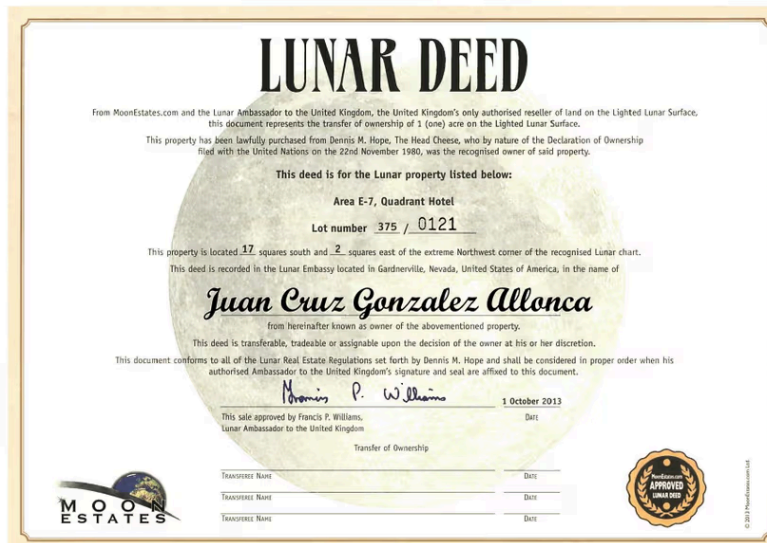 LUNAR DEED
From MoonEstates.com and the Lunar Ambassador to the United Kingdom, the United Kingdom's only authorised reseller of land on the Lighted Lunar Surface,
this document represents the transfer of ownership of 1 (one) acre on the Lighted Lunar Surface.
This property has been lawfully purchased from Dennis M. Hope, The Head Cheese, who by nature of the Declaration of Ownership
filed with the United Nations on the 22nd November 1980, was the recognised owner of said property.
This deed is for the Lunar property listed below:
Area E-7, Quadrant Hotel
Lot number 375 / 0121
This property is located 17 squares south and 2 squares east of the extreme Northwest corner of the recognised Lunar chart.
This deed is recorded in the Lunar Embassy located in Gardnerville, Nevada, United States of America, in the name of
Juan Cruz Gonzalez Allonca
from hereinafter known as owner of the abovementioned property.
This deed is transferable, tradeable or assignable upon the decision of the owner at his or her discretion.
This document conforms to all of the Lunar Real Estate Regulations set forth by Dennis M. Hope and shall be considered in proper order when his
authorised Ambassador to the United Kingdom's signature and seal are affixed to this document.
Francis P. Williams
1 October 2013
This sale approved by Francis P. Williams,
Lunar Ambassador to the United Kingdom
DATE
Transfer of Ownership
TRANSFEREE NAME DATE
TRANSFEREE NAME DATE
TRANSFEREE NAME DATE
MOON
ESTATES
MoonEstates.com
APPROVED
LUNAR DEED
© 2013 MoonEstates.com Ltd